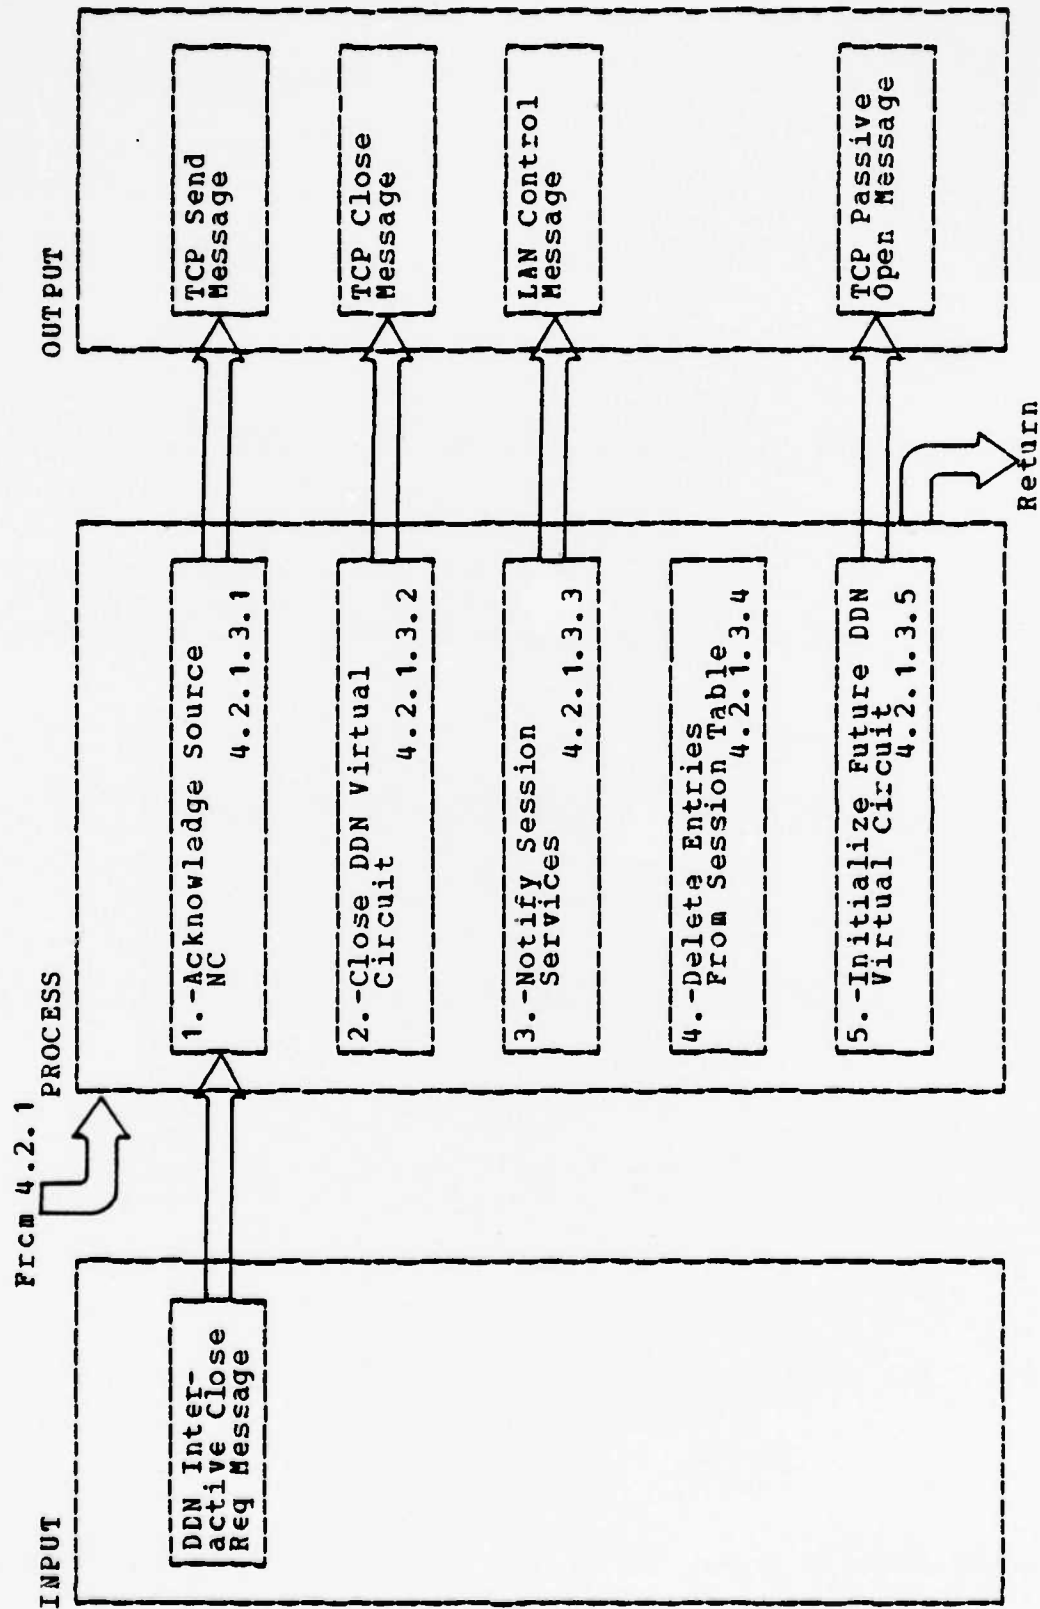 INPUT
DDN Inter-
active Close
Req Message
From 4.2.1
PROCESS
1.-Acknowladge Source
NC
4.2.1.3.1
2.-Close DDN Virtual
Circuit
4.2.1.3.2
3.-Notify Session
Services
4.2.1.3.3
4.-Delete Entries
From Session Table
4.2.1.3.4
5.-Initialize Future DDN
Virtual Circuit
4.2.1.3.5
Return
OUTPUT
TCP Send
Message
TCP Close
Message
LAN Control
Message
TCP Passive
Open Message